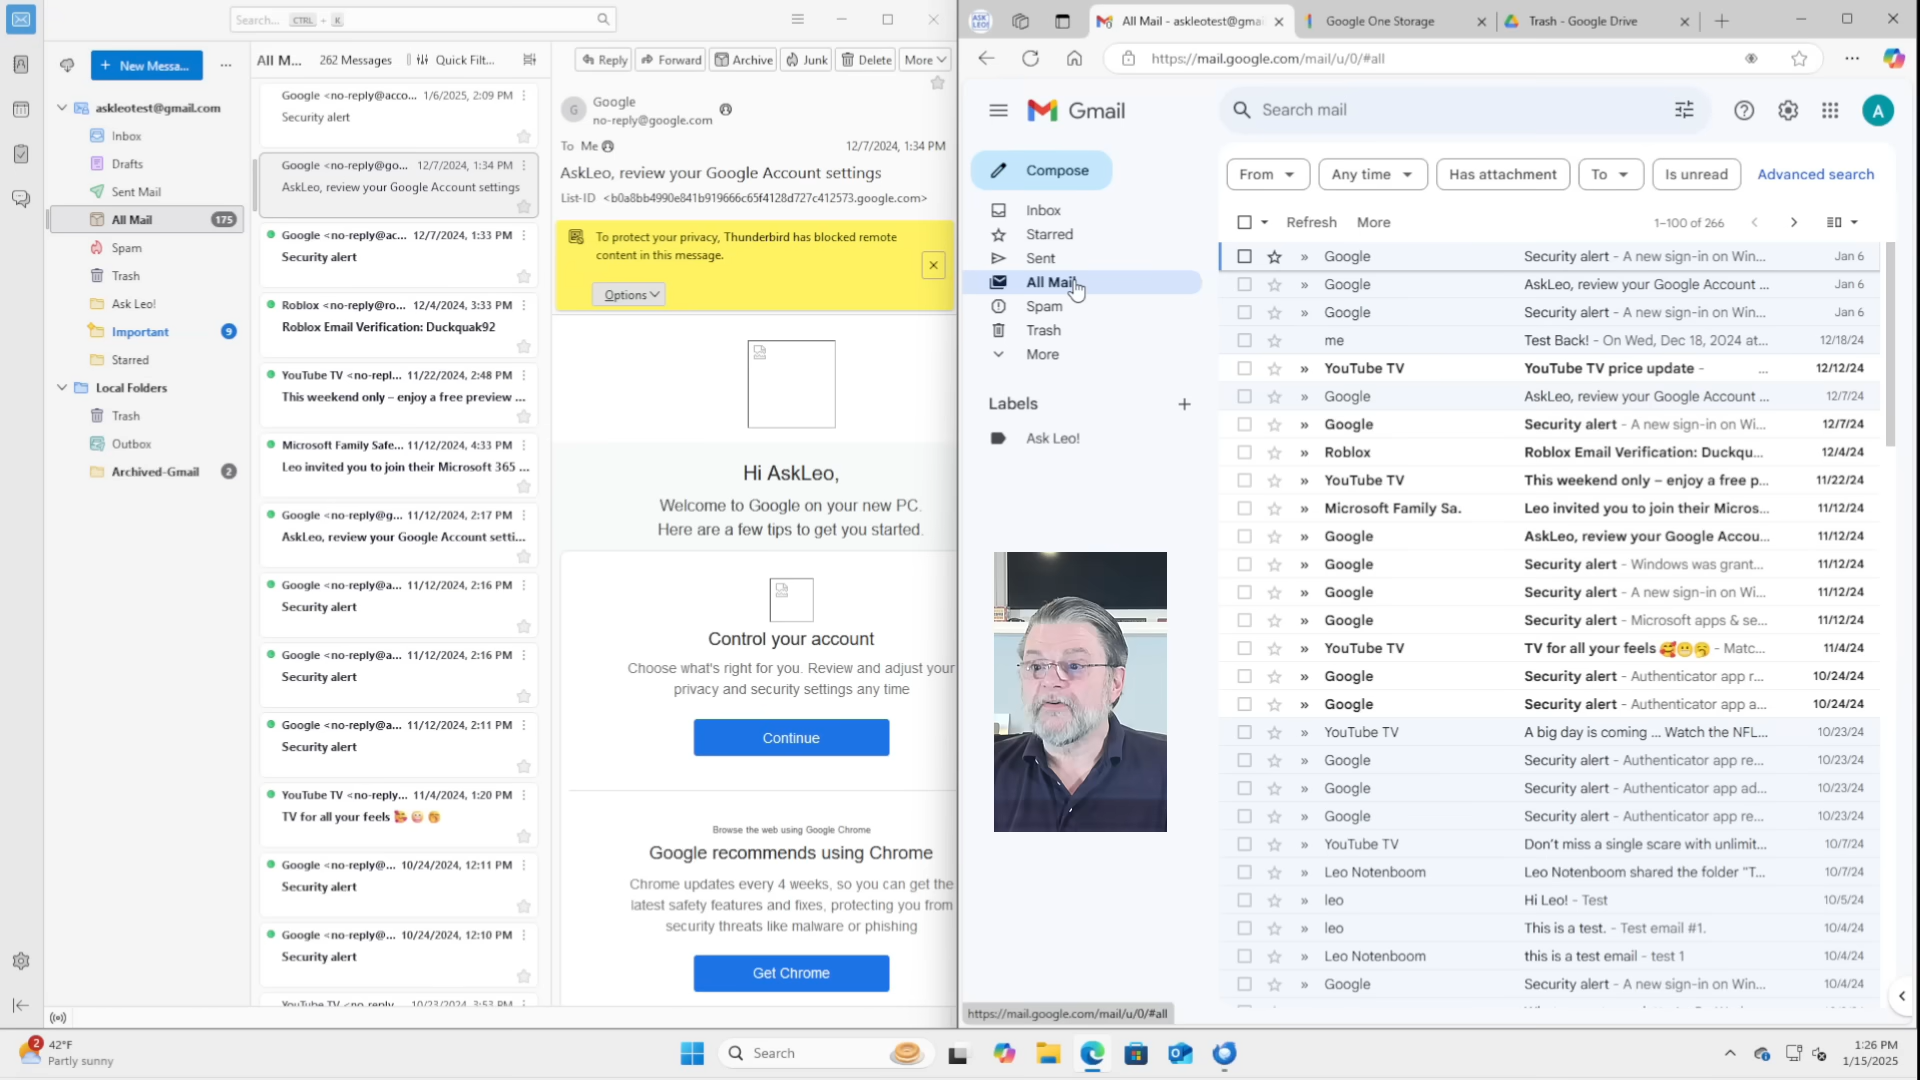 Search... CTRL + K
New Messa...
askleotest@gmail.com
Inbox
Drafts
Sent Mail
All Mail 175
Spam
Trash
Ask Leo!
Important 9
Starred
Local Folders
Trash
Outbox
Archived-Gmail 2
All M... 262 Messages Quick Filt...
Google <no-reply@acco... 1/6/2025, 2:09 PM
Security alert
Google <no-reply@go... 12/7/2024, 1:34 PM
AskLeo, review your Google Account settings
Google <no-reply@ac... 12/7/2024, 1:33 PM
Security alert
Roblox <no-reply@ro... 12/4/2024, 3:33 PM
Roblox Email Verification: Duckquak92
YouTube TV <no-repl... 11/22/2024, 2:48 PM
This weekend only – enjoy a free preview ...
Microsoft Family Safe... 11/12/2024, 4:33 PM
Leo invited you to join their Microsoft 365 ...
Google <no-reply@g... 11/12/2024, 2:17 PM
AskLeo, review your Google Account setti...
Google <no-reply@a... 11/12/2024, 2:16 PM
Security alert
Google <no-reply@a... 11/12/2024, 2:16 PM
Security alert
Google <no-reply@a... 11/12/2024, 2:11 PM
Security alert
YouTube TV <no-reply... 11/4/2024, 1:20 PM
TV for all your feels 🥰 😬 🥱
Google <no-reply@... 10/24/2024, 12:11 PM
Security alert
Google <no-reply@... 10/24/2024, 12:10 PM
Security alert
YouTube TV <no-reply... 10/23/2024, 3:53 PM
Reply Forward Archive Junk Delete More
G
Google
no-reply@google.com
To Me 12/7/2024, 1:34 PM
AskLeo, review your Google Account settings
List-ID <b0a8bb4990e841b919666c65f4128d727c412573.google.com>
To protect your privacy, Thunderbird has blocked remote
content in this message.
Options
Hi AskLeo,
Welcome to Google on your new PC.
Here are a few tips to get you started.
Control your account
Choose what's right for you. Review and adjust your
privacy and security settings any time
Continue
Browse the web using Google Chrome
Google recommends using Chrome
Chrome updates every 4 weeks, so you can get the
latest safety features and fixes, protecting you from
security threats like malware or phishing
Get Chrome
ASK LEO!
All Mail - askleotest@gmai
Google One Storage
Trash - Google Drive
https://mail.google.com/mail/u/0/#all
Gmail
Search mail
A
Compose
Inbox
Starred
Sent
All Mail
Spam
Trash
More
Labels
Ask Leo!
From Any time Has attachment To Is unread Advanced search
Refresh More 1–100 of 266
Google Security alert - A new sign-in on Win... Jan 6
Google AskLeo, review your Google Account ... Jan 6
Google Security alert - A new sign-in on Win... Jan 6
me Test Back! - On Wed, Dec 18, 2024 at... 12/18/24
YouTube TV YouTube TV price update - ... 12/12/24
Google AskLeo, review your Google Account ... 12/7/24
Google Security alert - A new sign-in on Wi... 12/7/24
Roblox Roblox Email Verification: Duckqu... 12/4/24
YouTube TV This weekend only – enjoy a free p... 11/22/24
Microsoft Family Sa. Leo invited you to join their Micros... 11/12/24
Google AskLeo, review your Google Accou... 11/12/24
Google Security alert - Windows was grant... 11/12/24
Google Security alert - A new sign-in on Wi... 11/12/24
Google Security alert - Microsoft apps & se... 11/12/24
YouTube TV TV for all your feels 🥰😬🥱 - Matc... 11/4/24
Google Security alert - Authenticator app r... 10/24/24
Google Security alert - Authenticator app a... 10/24/24
YouTube TV A big day is coming ... Watch the NFL... 10/23/24
Google Security alert - Authenticator app re... 10/23/24
Google Security alert - Authenticator app ad... 10/23/24
Google Security alert - Authenticator app re... 10/23/24
YouTube TV Don't miss a single scare with unlimit... 10/7/24
Leo Notenboom Leo Notenboom shared the folder "T... 10/7/24
leo Hi Leo! - Test 10/5/24
leo This is a test. - Test email #1. 10/4/24
Leo Notenboom this is a test email - test 1 10/4/24
Google Security alert - A new sign-in on Win... 10/4/24
https://mail.google.com/mail/u/0/#all
2
42°F
Partly sunny
Search
1:26 PM
1/15/2025